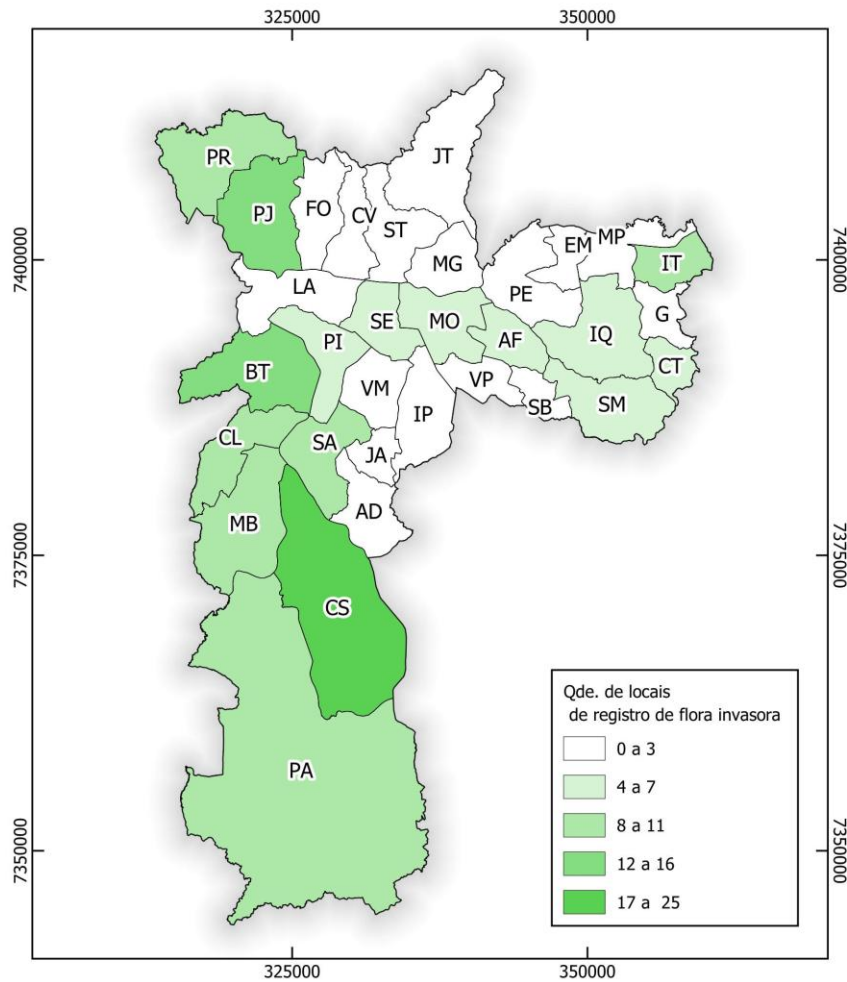 325000 350000
PR
JT
PJ FO CV
ST
7400000 LA MG EM MP IT 7400000
PE
SE MO G
PI AF IQ
BT VM VP CT
IP SB SM
CL SA
JA
MB AD
7375000 7375000
CS
Qde. de locais
de registro de flora invasora
0 a 3
PA
4 a 7
8 a 11
7350000 7350000
12 a 16
17 a 25
325000 350000